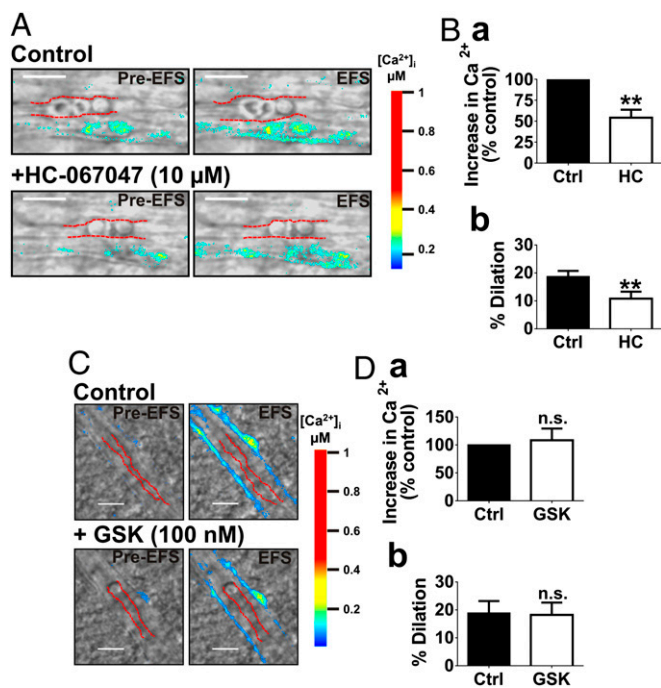 A
Control
Pre-EFS
EFS
[Ca²⁺]ᵢ
µM
1
0.8
0.6
0.4
0.2
+HC-067047 (10 µM)
Pre-EFS
EFS
B a
Increase in Ca²⁺
(% control)
100
75
50
25
0
**
Ctrl HC
b
% Dilation
30
20
10
0
**
Ctrl HC
C
Control
Pre-EFS
EFS
[Ca²⁺]ᵢ
µM
1
0.8
0.6
0.4
0.2
+ GSK (100 nM)
Pre-EFS
EFS
D a
Increase in Ca²⁺
(% control)
150
100
50
0
n.s.
Ctrl GSK
b
% Dilation
30
20
10
0
n.s.
Ctrl GSK